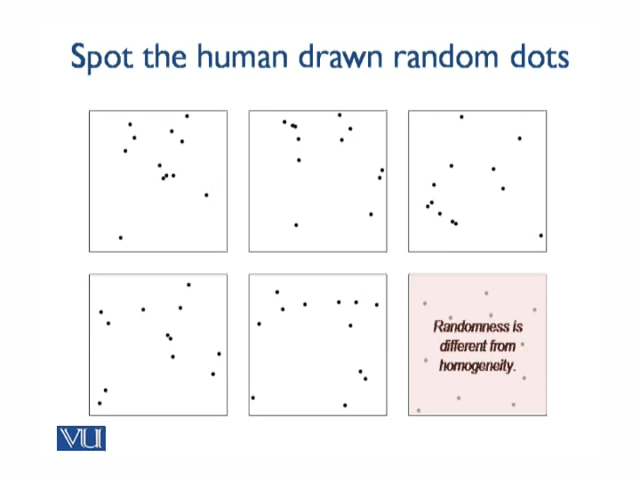 Spot the human drawn random dots
Randomness is
different from
homogeneity.
VU